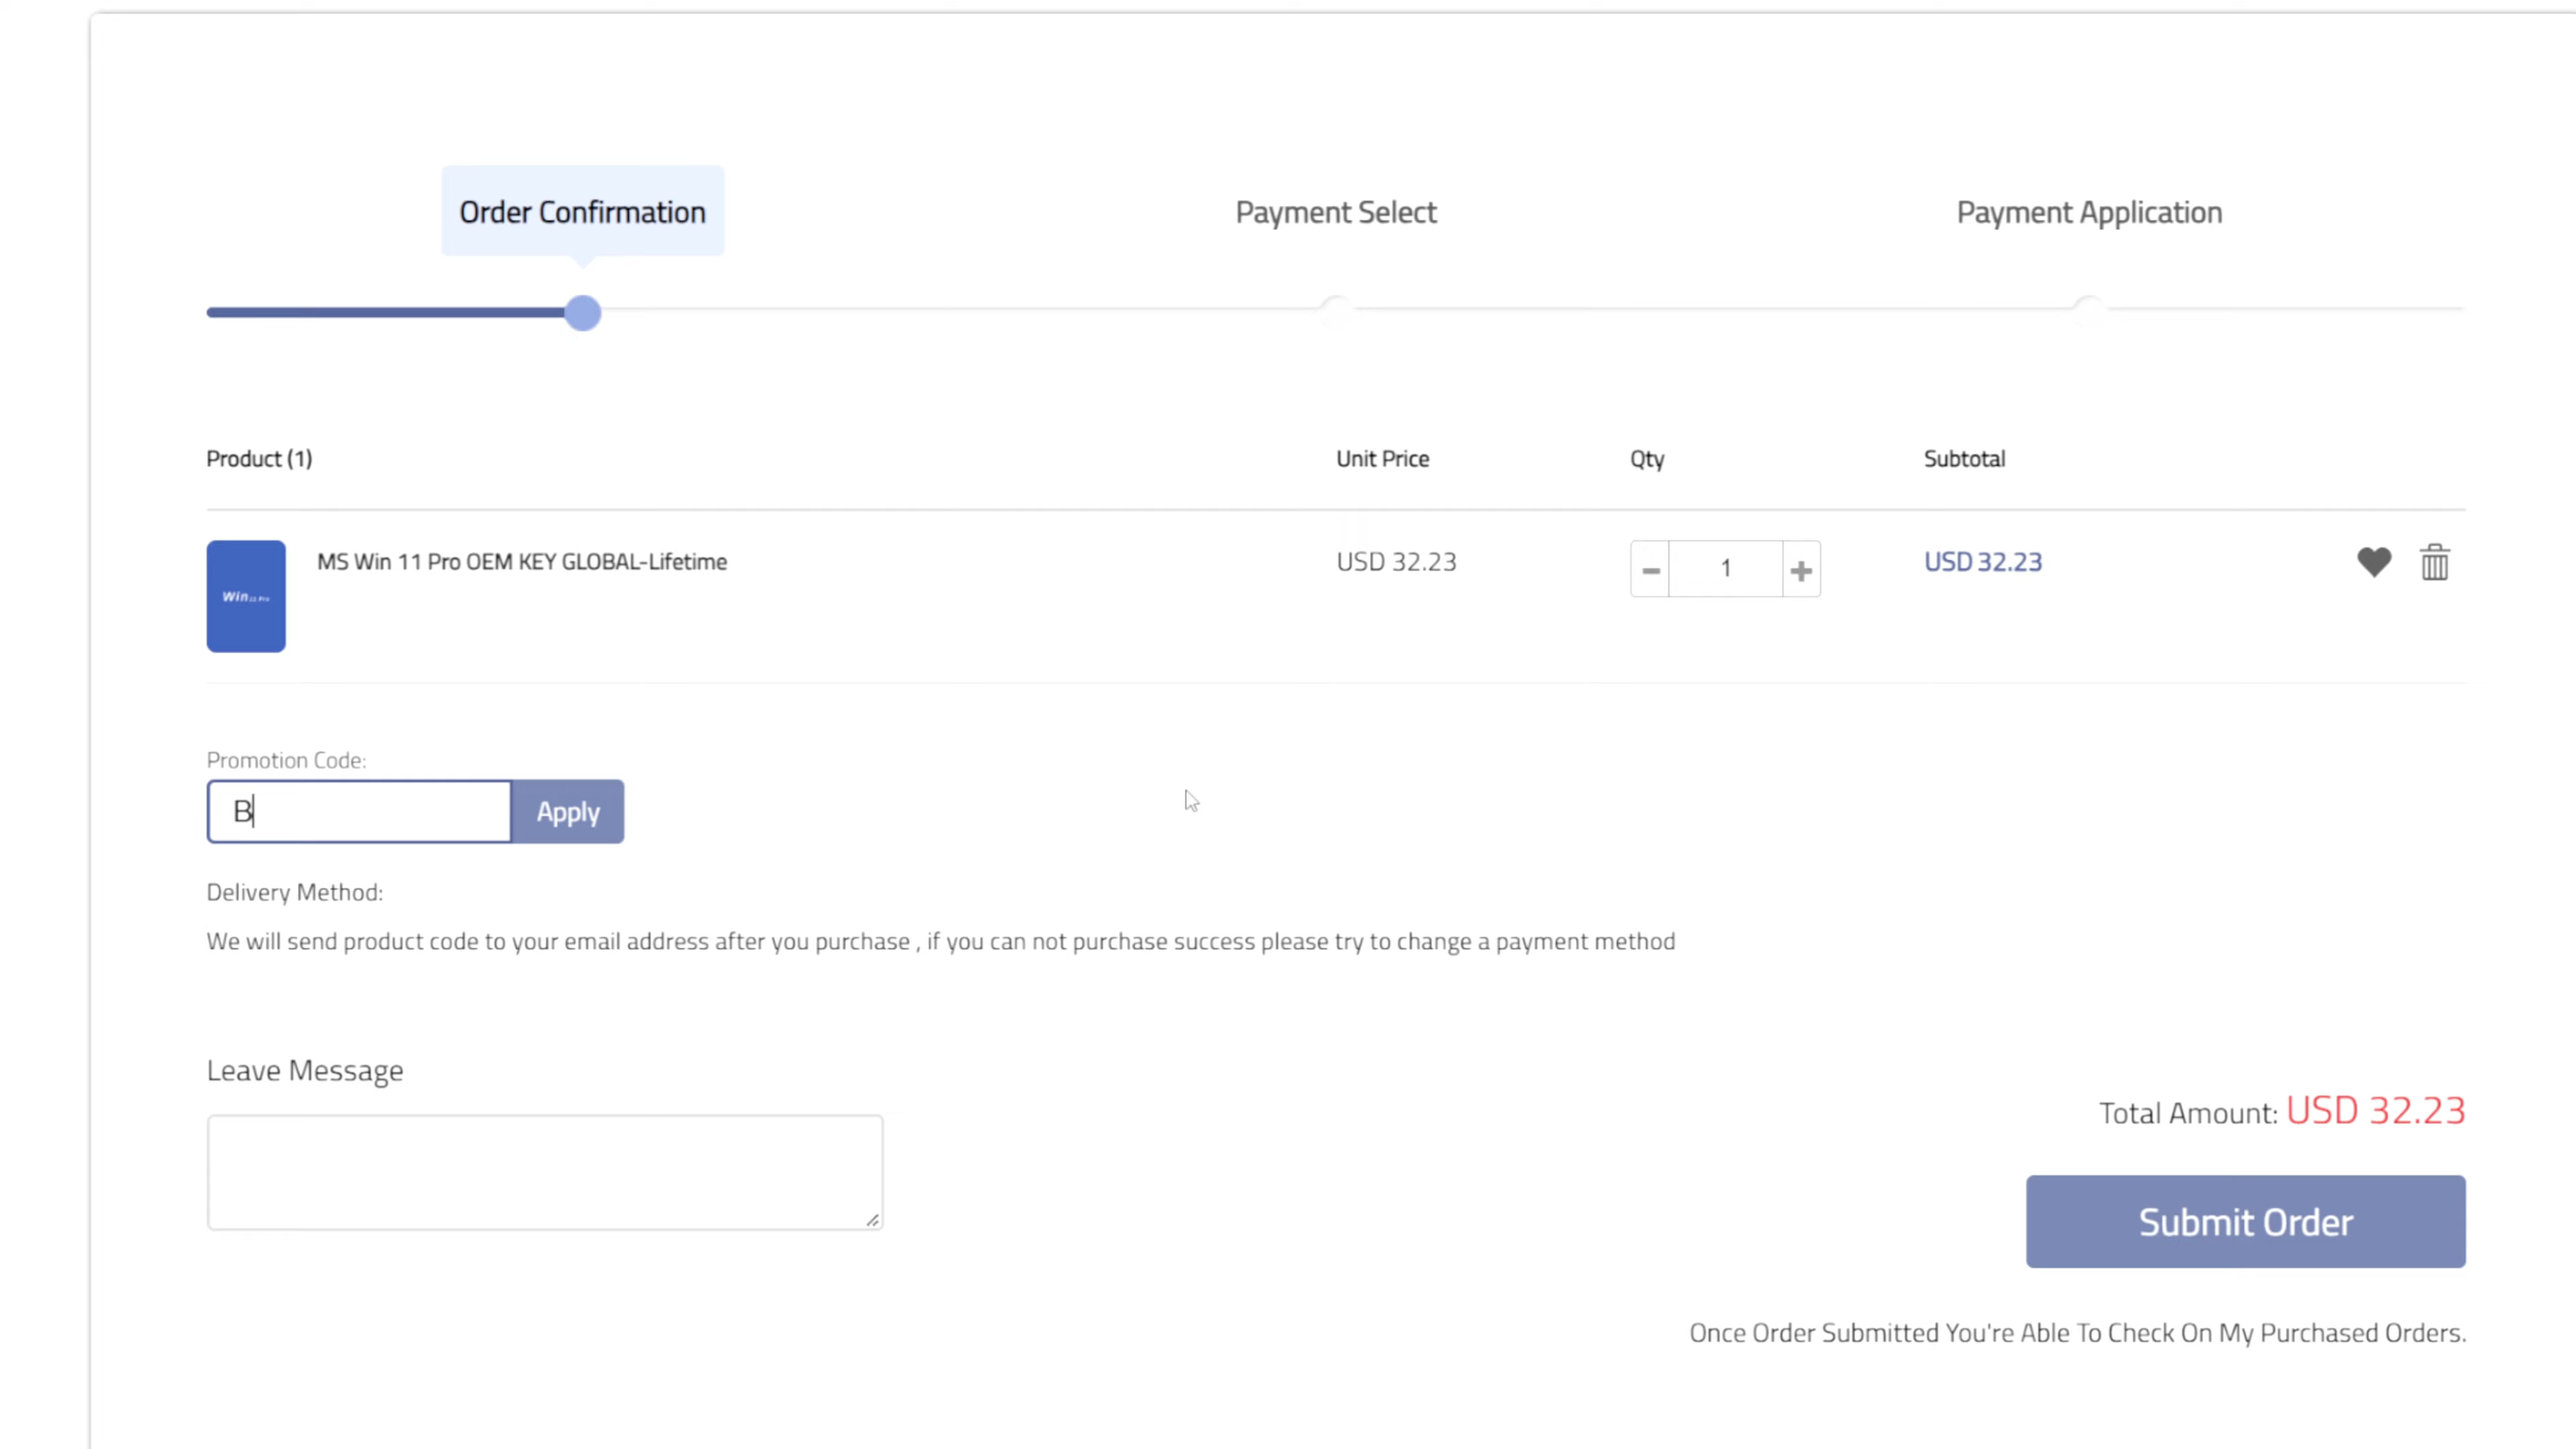 Order Confirmation
Payment Select
Payment Application
Product (1)
Unit Price
Qty
Subtotal
MS Win 11 Pro OEM KEY GLOBAL-Lifetime
USD 32.23
1
USD 32.23
Win 11 Pro
Promotion Code:
B
Apply
Delivery Method:
We will send product code to your email address after you purchase , if you can not purchase success please try to change a payment method
Leave Message
Total Amount: USD 32.23
Submit Order
Once Order Submitted You're Able To Check On My Purchased Orders.